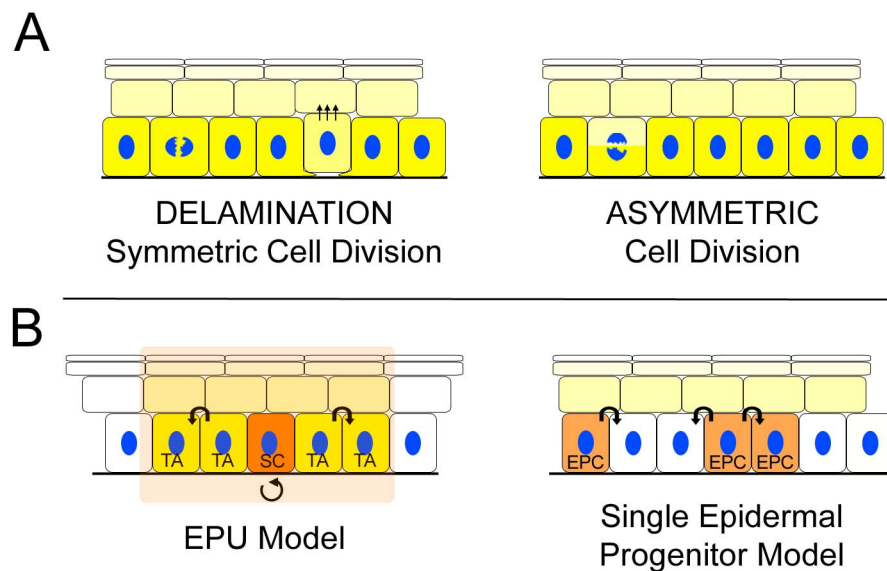 A
DELAMINATION
Symmetric Cell Division
ASYMMETRIC
Cell Division
B
TA TA SC TA TA
EPU Model
EPC EPC EPC
Single Epidermal
Progenitor Model